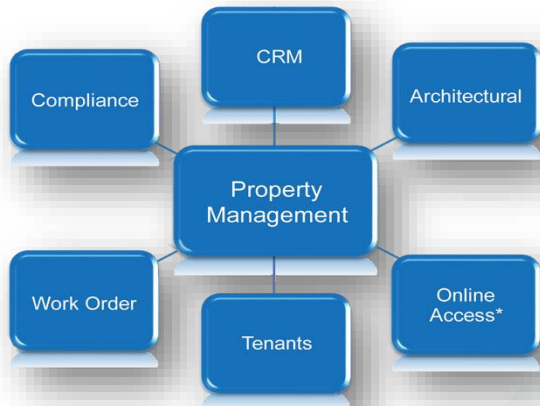 CRM
Compliance
Architectural
Property
Management
Work Order
Online
Access*
Tenants